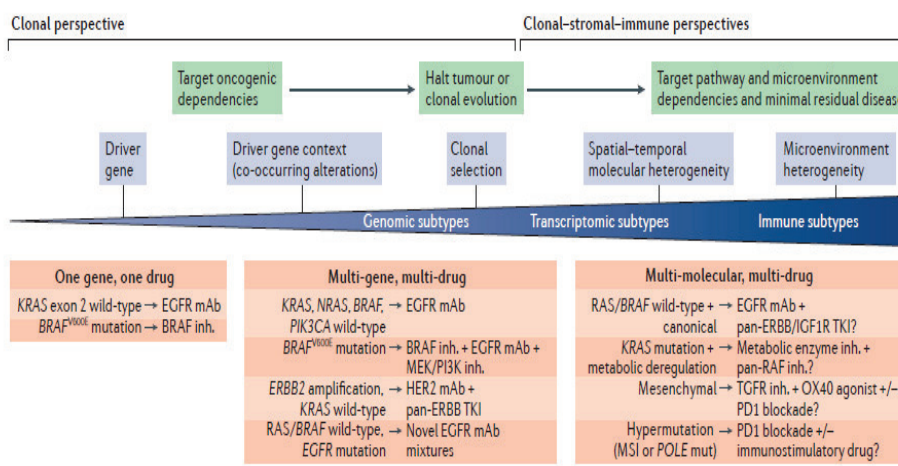 Clonal perspective
Clonal–stromal–immune perspectives
Target oncogenic
dependencies
Halt tumour or
clonal evolution
Target pathway and microenvironment
dependencies and minimal residual disease
Driver
gene
Driver gene context
(co-occurring alterations)
Clonal
selection
Spatial–temporal
molecular heterogeneity
Microenvironment
heterogeneity
Genomic subtypes
Transcriptomic subtypes
Immune subtypes
One gene, one drug
KRAS exon 2 wild-type → EGFR mAb
BRAFV600E mutation → BRAF inh.
Multi-gene, multi-drug
KRAS, NRAS, BRAF, → EGFR mAb
PIK3CA wild-type
BRAFV600E mutation → BRAF inh. + EGFR mAb +
MEK/PI3K inh.
ERBB2 amplification, → HER2 mAb +
KRAS wild-type pan-ERBB TKI
RAS/BRAF wild-type, → Novel EGFR mAb
EGFR mutation mixtures
Multi-molecular, multi-drug
RAS/BRAF wild-type + → EGFR mAb +
canonical pan-ERBB/IGF1R TKI?
KRAS mutation + → Metabolic enzyme inh. +
metabolic deregulation pan-RAF inh.?
Mesenchymal → TGFR inh. + OX40 agonist +/–
PD1 blockade?
Hypermutation → PD1 blockade +/–
(MSI or POLE mut) immunostimulatory drug?